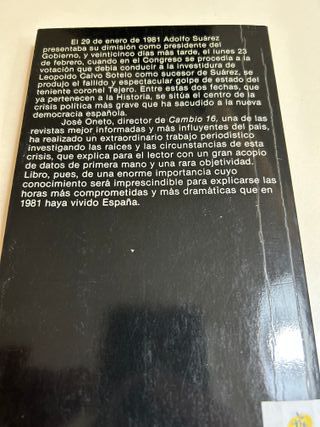 El 29 de enero de 1981 Adolfo Suárez
presentaba su dimisión como presidente del
Gobierno, y veinticinco días más tarde, el lunes 23
de febrero, cuando en el Congreso se procedía a la
votación que debía conducir a la investidura de
Leopoldo Calvo Sotelo como sucesor de Suárez, se
produjo el fallido y espectacular golpe de estado del
teniente coronel Tejero. Entre estas dos fechas, que
ya pertenecen a la Historia, se sitúa el centro de la
crisis política más grave que ha sacudido a la nueva
democracia española.
José Oneto, director de Cambio 16, una de las
revistas mejor informadas y más influyentes del país,
ha realizado un extraordinario trabajo periodístico
investigando las raíces y las circunstancias de esta
crisis, que explica para el lector con un gran acopio
de datos de primera mano y una rara objetividad.
Libro, pues, de una enorme importancia cuyo
conocimiento será imprescindible para explicarse las
horas más comprometidas y más dramáticas que en
1981 haya vivido España.